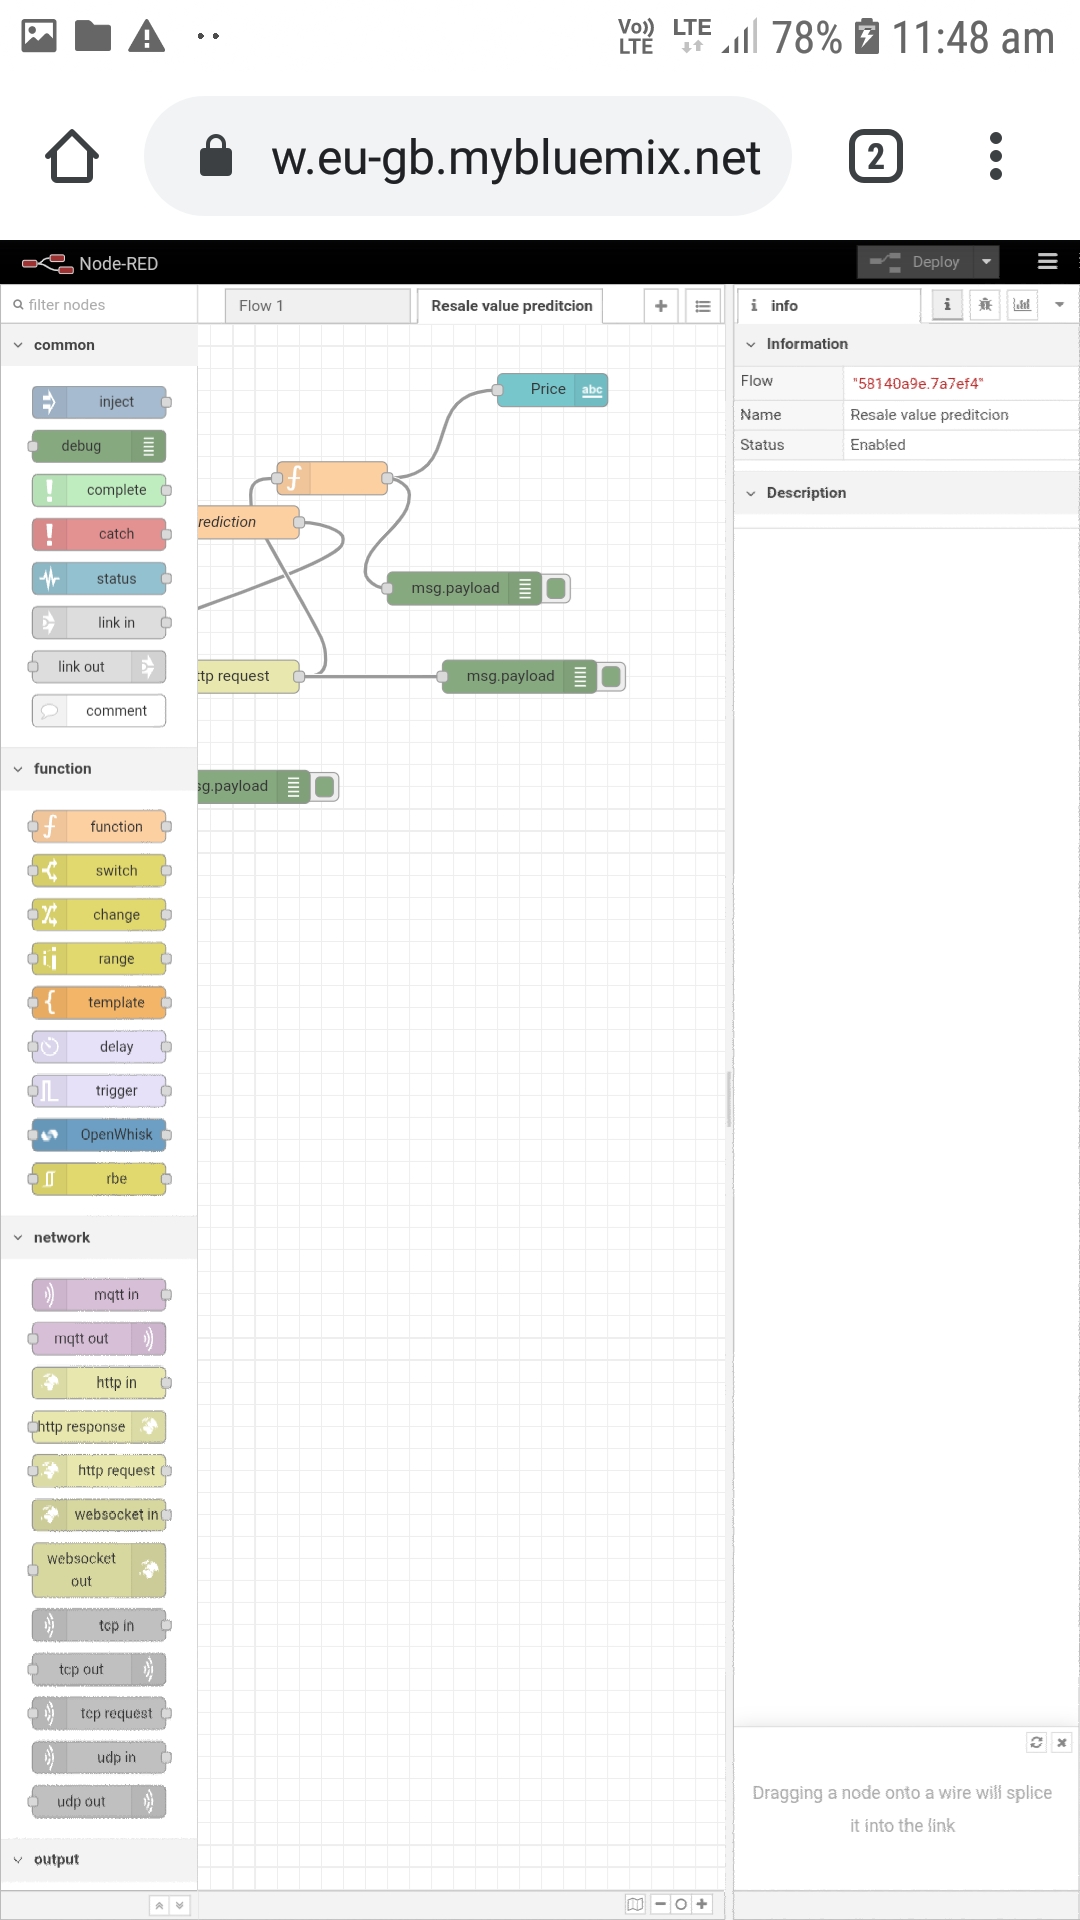 Vo)) LTE LTE 78% 11:48 am
w.eu-gb.mybluemix.net 2
Node-RED Deploy
filter nodes Flow 1 Resale value preditcion info
common
inject
debug
complete
catch
status
link in
link out
comment
function
function
switch
change
range
template
delay
trigger
OpenWhisk
rbe
network
mqtt in
mqtt out
http in
http response
http request
websocket in
websocket
out
tcp in
tcp out
tcp request
udp in
udp out
output
Price abc
rediction
msg.payload
ttp request
msg.payload
sg.payload
Information
Flow "58140a9e.7a7ef4"
Name Resale value preditcion
Status Enabled
Description
Dragging a node onto a wire will splice
it into the link